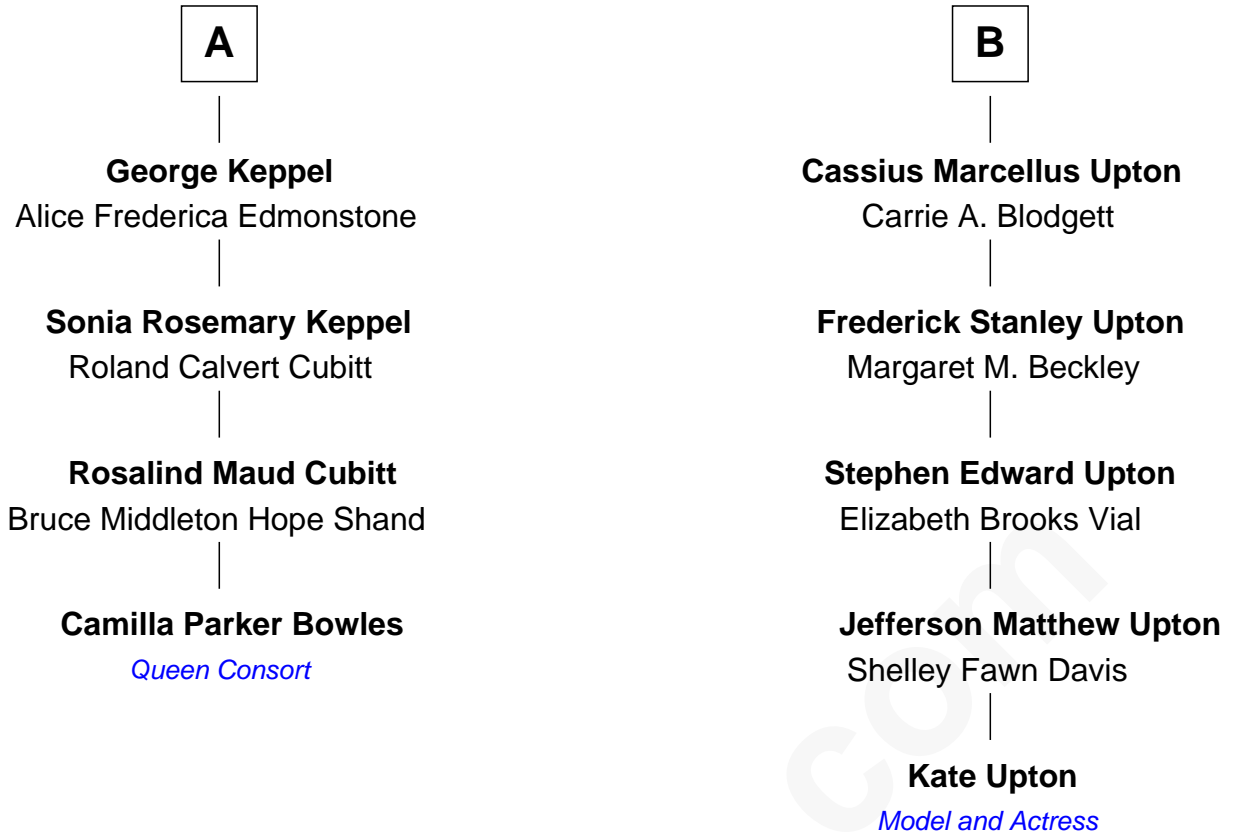 A
George Keppel
Alice Frederica Edmonstone
Sonia Rosemary Keppel
Roland Calvert Cubitt
Rosalind Maud Cubitt
Bruce Middleton Hope Shand
Camilla Parker Bowles
Queen Consort
B
Cassius Marcellus Upton
Carrie A. Blodgett
Frederick Stanley Upton
Margaret M. Beckley
Stephen Edward Upton
Elizabeth Brooks Vial
Jefferson Matthew Upton
Shelley Fawn Davis
Kate Upton
Model and Actress
com